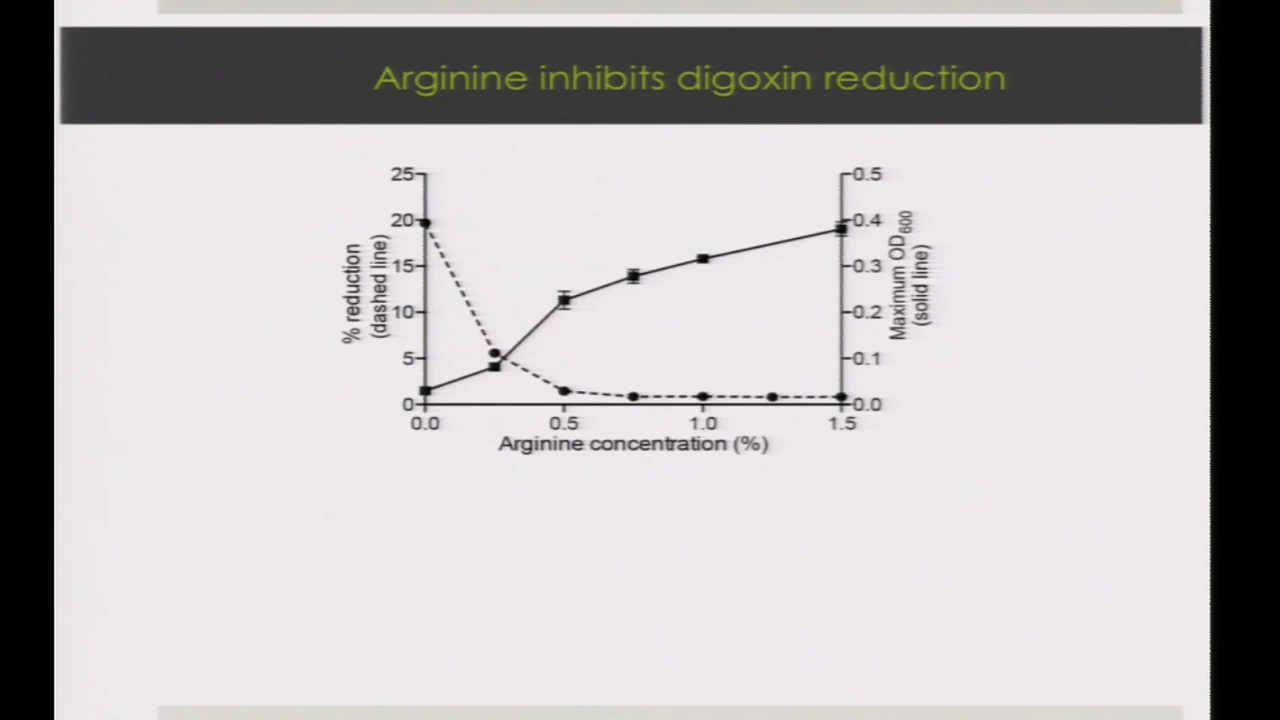 Arginine inhibits digoxin reduction
25
20
15
10
5
0
% reduction
(dashed line)
0.5
0.4
0.3
0.2
0.1
0.0
Maximum OD600
(solid line)
0.0 0.5 1.0 1.5
Arginine concentration (%)